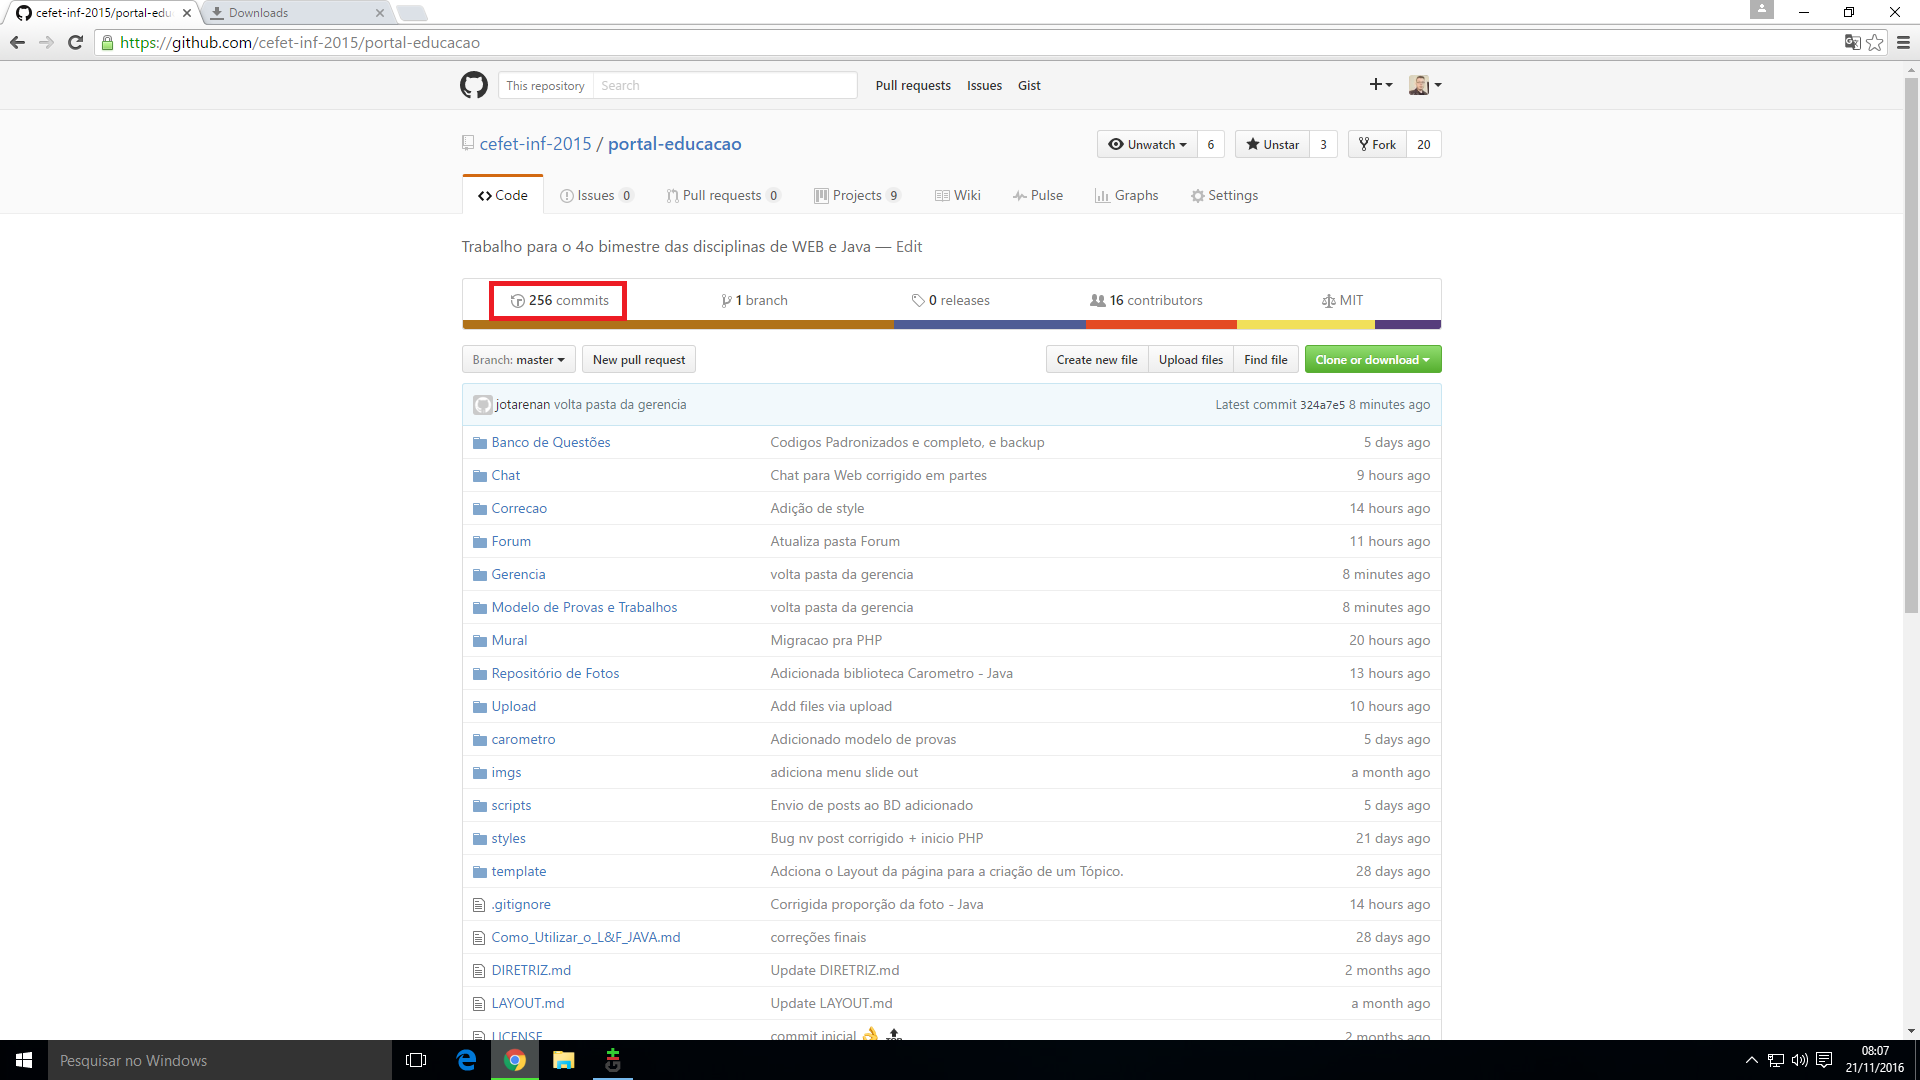 cefet-inf-2015/portal-edu
Downloads
https://github.com/cefet-inf-2015/portal-educacao
This repository Search Pull requests Issues Gist
cefet-inf-2015 / portal-educacao
Unwatch 6 Unstar 3 Fork 20
Code Issues 0 Pull requests 0 Projects 9 Wiki Pulse Graphs Settings
Trabalho para o 4o bimestre das disciplinas de WEB e Java — Edit
256 commits 1 branch 0 releases 16 contributors MIT
Branch: master New pull request Create new file Upload files Find file Clone or download
jotarenan volta pasta da gerencia Latest commit 324a7e5 8 minutes ago
Banco de Questões Codigos Padronizados e completo, e backup 5 days ago
Chat Chat para Web corrigido em partes 9 hours ago
Correcao Adição de style 14 hours ago
Forum Atualiza pasta Forum 11 hours ago
Gerencia volta pasta da gerencia 8 minutes ago
Modelo de Provas e Trabalhos volta pasta da gerencia 8 minutes ago
Mural Migracao pra PHP 20 hours ago
Repositório de Fotos Adicionada biblioteca Carometro - Java 13 hours ago
Upload Add files via upload 10 hours ago
carometro Adicionado modelo de provas 5 days ago
imgs adiciona menu slide out a month ago
scripts Envio de posts ao BD adicionado 5 days ago
styles Bug nv post corrigido + inicio PHP 21 days ago
template Adciona o Layout da página para a criação de um Tópico. 28 days ago
.gitignore Corrigida proporção da foto - Java 14 hours ago
Como_Utilizar_o_L&F_JAVA.md correções finais 28 days ago
DIRETRIZ.md Update DIRETRIZ.md 2 months ago
LAYOUT.md Update LAYOUT.md a month ago
LICENSE commit inicial 👌 🔝 2 months ago
Pesquisar no Windows
08:07
21/11/2016